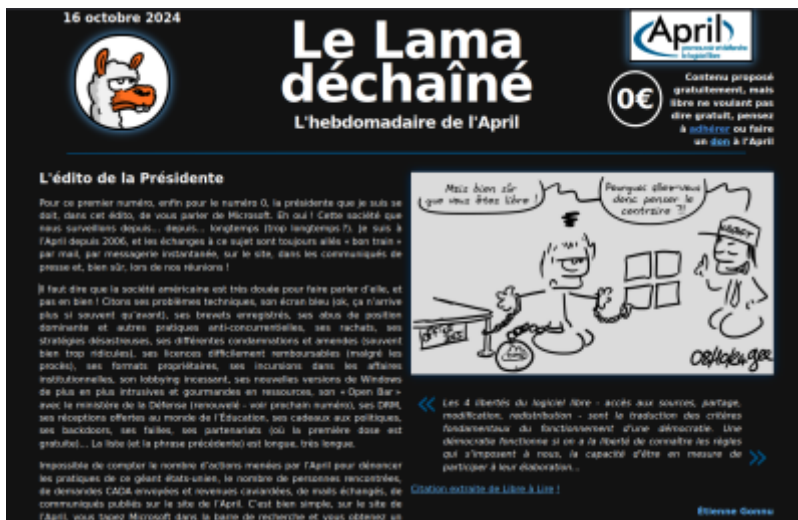 16 octobre 2024
Le Lama
déchaîné
L'hebdomadaire de l'April
April
promouvoir et défendre
le logiciel libre
0€
Contenu proposé
gratuitement, mais
libre ne voulant pas
dire gratuit, pensez
à adhérer ou faire
un don à l'April
L'édito de la Présidente
Pour ce premier numéro, enfin pour le numéro 0, la présidente que je suis se
doit, dans cet édito, de vous parler de Microsoft. Eh oui ! Cette société que
nous surveillons depuis... depuis... longtemps (trop longtemps ?). Je suis à
l'April depuis 2006, et les échanges à ce sujet sont toujours allés « bon train »
par mail, par messagerie instantanée, sur le site, dans les communiqués de
presse et, bien sûr, lors de nos réunions !
Il faut dire que la société américaine est très douée pour faire parler d'elle, et
pas en bien ! Citons ses problèmes techniques, son écran bleu (ok, ça n'arrive
plus si souvent qu'avant), ses brevets enregistrés, ses abus de position
dominante et autres pratiques anti-concurrentielles, ses rachats, ses
stratégies désastreuses, ses différentes condamnations et amendes (souvent
bien trop ridicules), ses licences difficilement remboursables (malgré les
procès), ses formats propriétaires, ses incursions dans les affaires
institutionnelles, son lobbying incessant, ses nouvelles versions de Windows
de plus en plus intrusives et gourmandes en ressources, son « Open Bar »
avec le ministère de la Défense (renouvelé - voir prochain numéro), ses DRM,
ses réceptions offertes au monde de l'Éducation, ses cadeaux aux politiques,
ses backdoors, ses failles, ses partenariats (où la première dose est
gratuite)... La liste (et la phrase précédente) est longue, très longue.
Impossible de compter le nombre d'actions menées par l'April pour dénoncer
les pratiques de ce géant états-unien, le nombre de personnes rencontrées,
de demandes CADA envoyées et revenues caviardées, de mails échangés, de
communiqués publiés sur le site de l'April. C'est bien simple, sur le site de
l'April, vous tapez Microsoft dans la barre de recherche et vous obtenez un
Mais bien sûr
que vous êtes libre !
Pourquoi allez-vous
donc penser le
contraire ?!
office
« Les 4 libertés du logiciel libre - accès aux sources, partage,
modification, redistribution - sont la traduction des critères
fondamentaux du fonctionnement d'une démocratie. Une
démocratie fonctionne si on a la liberté de connaître les règles
qui s'imposent à nous, la capacité d'être en mesure de
participer à leur élaboration... »
Citation extraite de Libre à Lire !
Étienne Gonnu